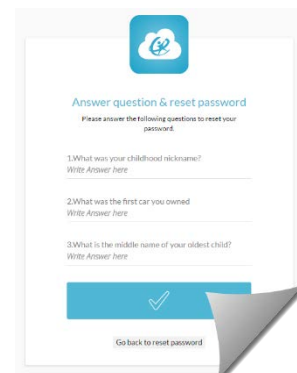 Answer question & reset password
Please answer the following questions to reset your
password.
1.What was your childhood nickname?
Write Answer here
2.What was the first car you owned
Write Answer here
3.What is the middle name of your oldest child?
Write Answer here
Go back to reset password